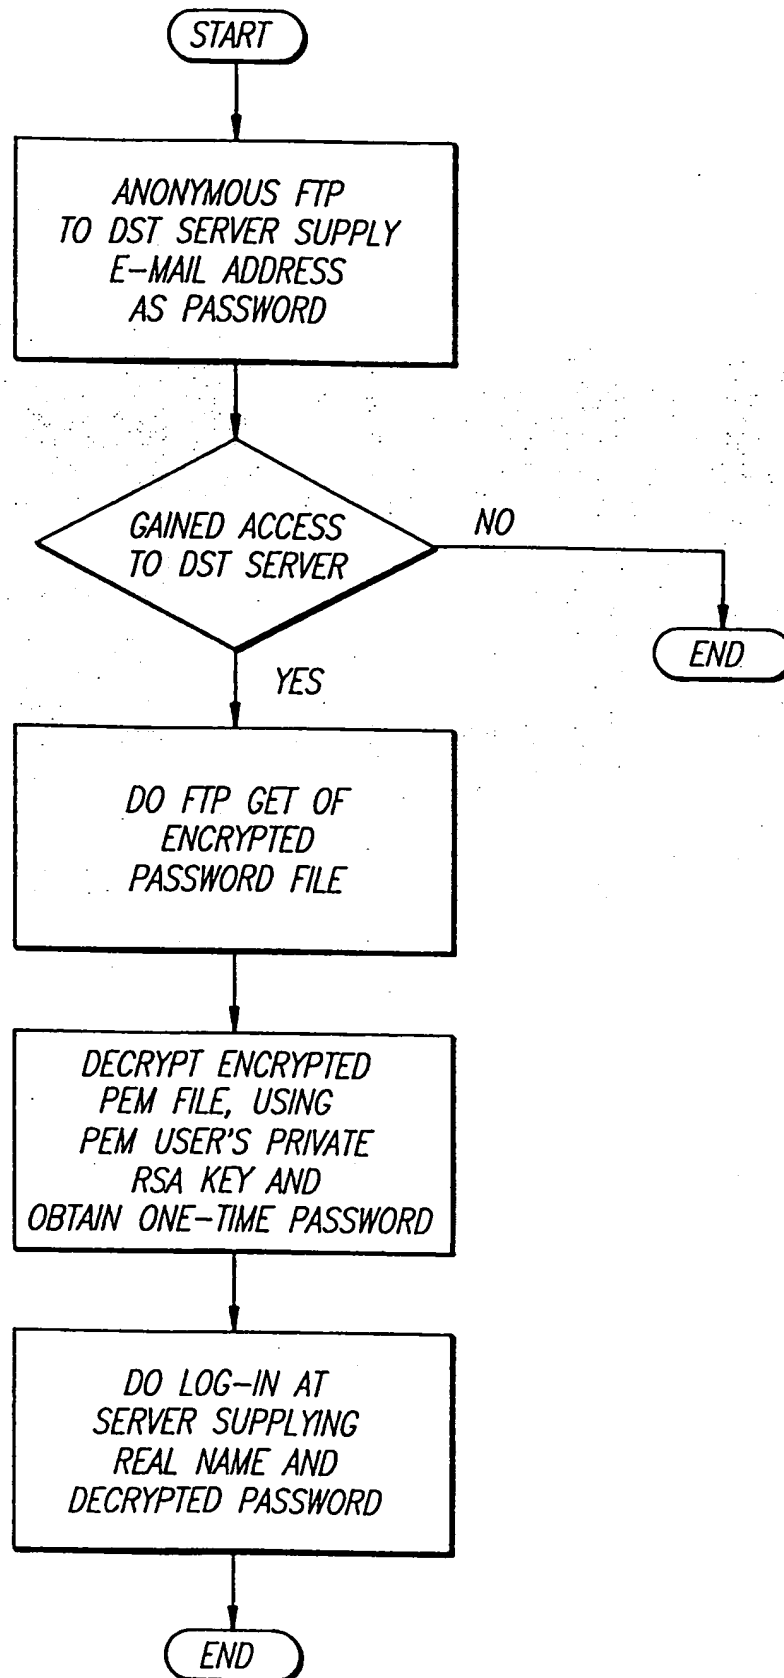 START
ANONYMOUS FTP
TO DST SERVER SUPPLY
E-MAIL ADDRESS
AS PASSWORD
GAINED ACCESS
TO DST SERVER
NO
END
YES
DO FTP GET OF
ENCRYPTED
PASSWORD FILE
DECRYPT ENCRYPTED
PEM FILE, USING
PEM USER'S PRIVATE
RSA KEY AND
OBTAIN ONE-TIME PASSWORD
DO LOG-IN AT
SERVER SUPPLYING
REAL NAME AND
DECRYPTED PASSWORD
END